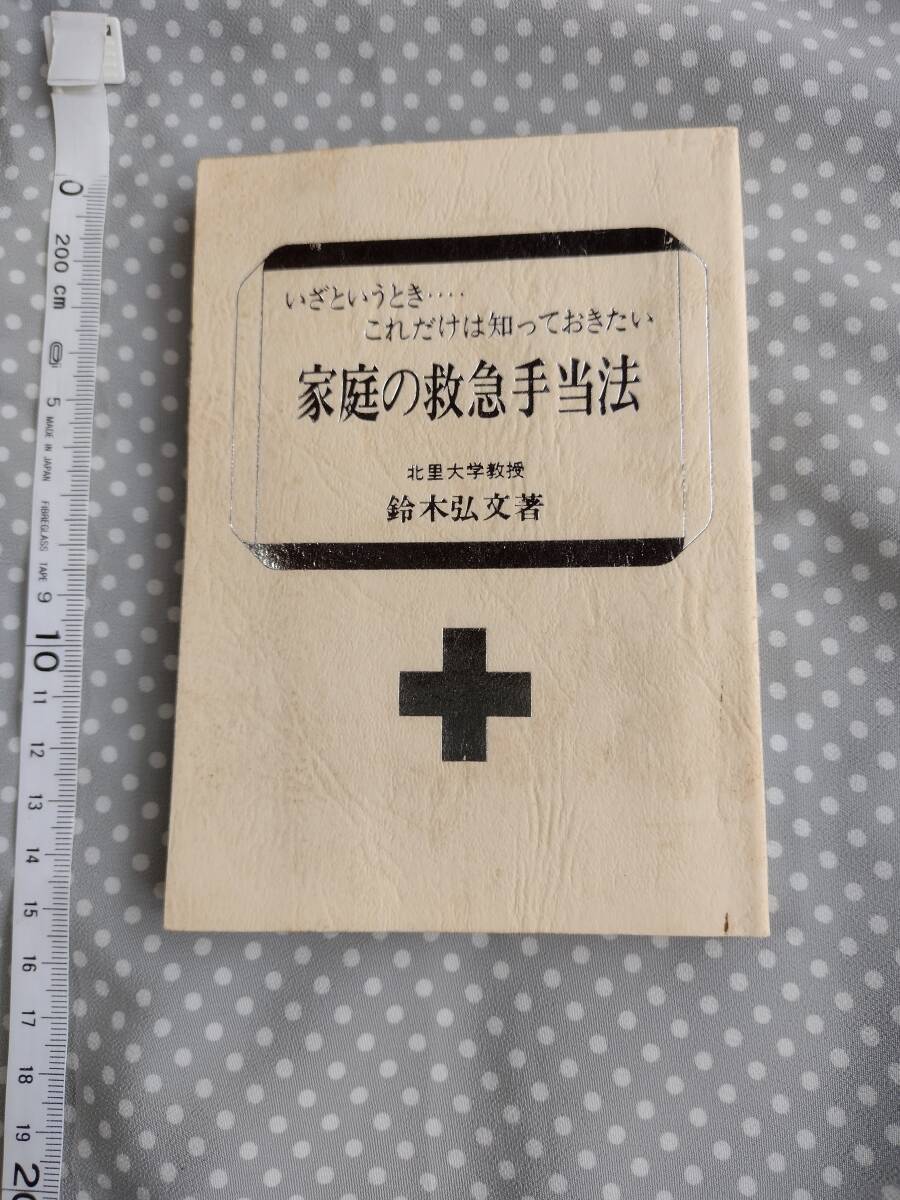 いざというとき‥‥
これだけは知っておきたい
家庭の救急手当法
北里大学教授
鈴木弘文著
0
200 cm
5
MADE IN JAPAN
FIBREGLASS TAPE
9
10
11
12
13
14
15
16
17
18
19
20